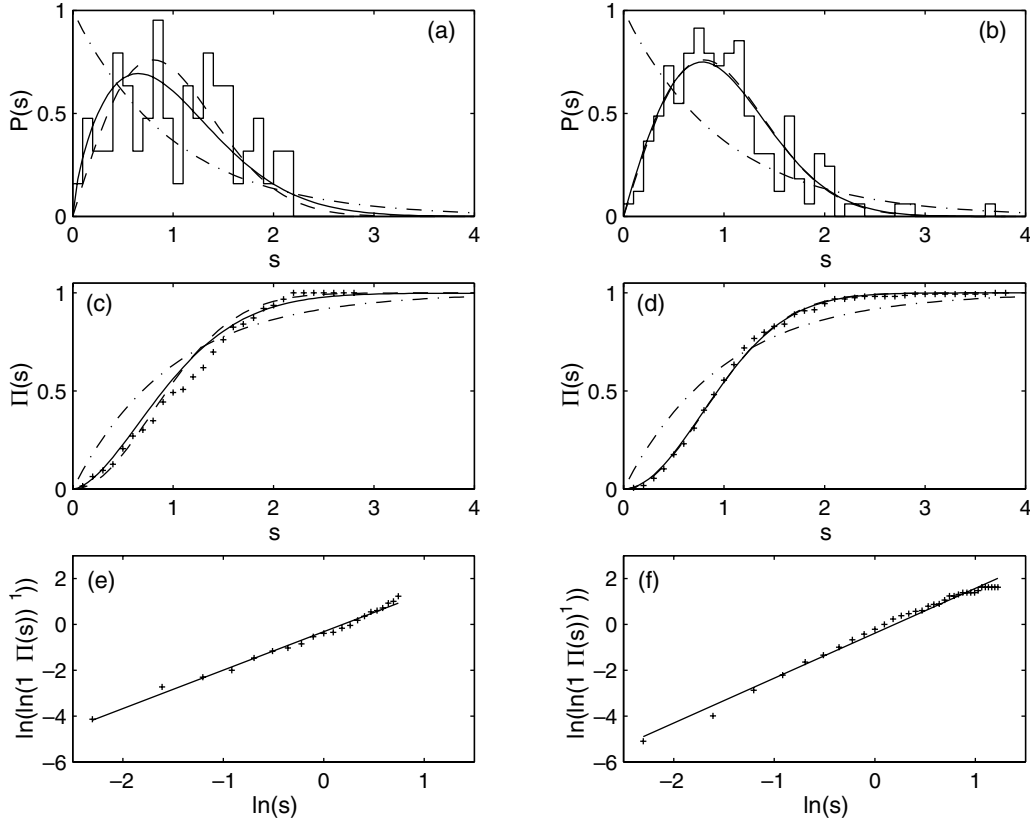 1
(a)
P(s)
0.5
0
0 1 2 3 4
s
1
(b)
P(s)
0.5
0
0 1 2 3 4
s
1
(c)
Π(s)
0.5
0
0 1 2 3 4
s
1
(d)
Π(s)
0.5
0
0 1 2 3 4
s
(e)
ln(ln(1 Π(s)) ¹))
2
0
−2
−4
−6
−2 −1 0 1
ln(s)
(f)
ln(ln(1 Π(s))¹))
2
0
−2
−4
−6
−2 −1 0 1
ln(s)